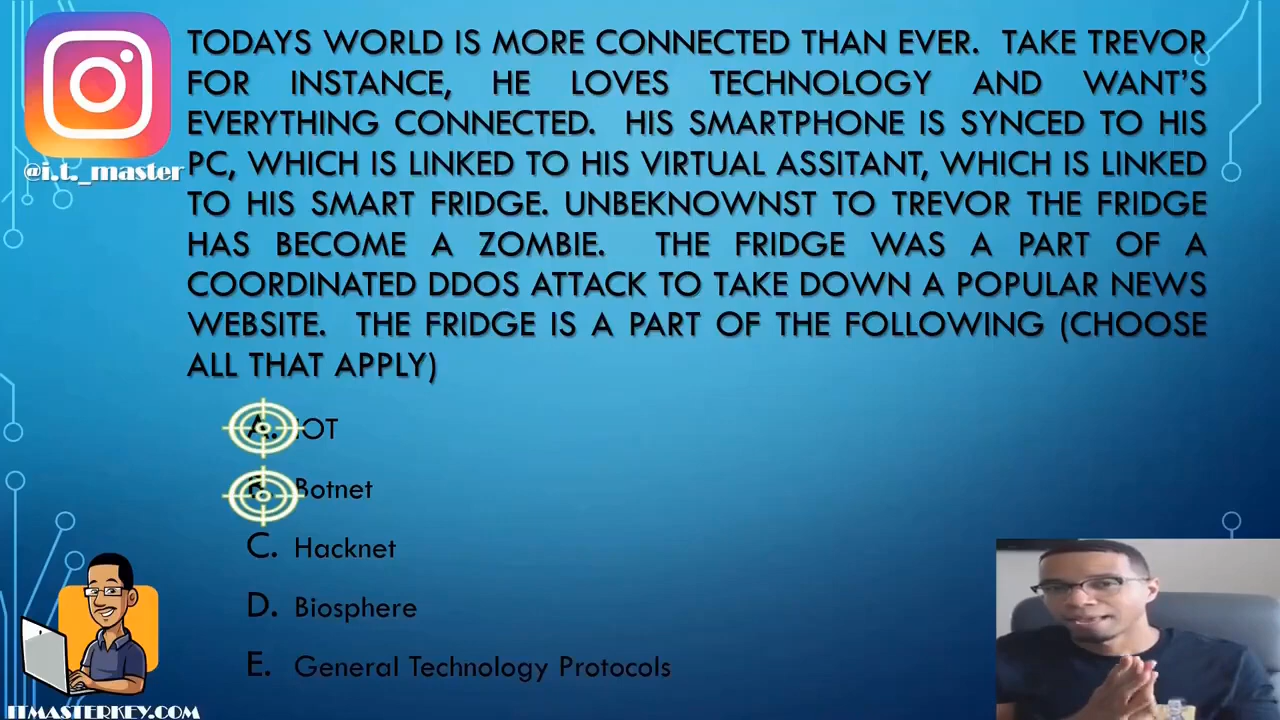 TODAYS WORLD IS MORE CONNECTED THAN EVER. TAKE TREVOR
FOR INSTANCE, HE LOVES TECHNOLOGY AND WANT'S
EVERYTHING CONNECTED. HIS SMARTPHONE IS SYNCED TO HIS
@i.t._master
PC, WHICH IS LINKED TO HIS VIRTUAL ASSITANT, WHICH IS LINKED
TO HIS SMART FRIDGE. UNBEKNOWNST TO TREVOR THE FRIDGE
HAS BECOME A ZOMBIE. THE FRIDGE WAS A PART OF A
COORDINATED DDOS ATTACK TO TAKE DOWN A POPULAR NEWS
WEBSITE. THE FRIDGE IS A PART OF THE FOLLOWING (CHOOSE
ALL THAT APPLY)
A. IOT
B. Botnet
C. Hacknet
D. Biosphere
E. General Technology Protocols
ITMASTERKEY.COM